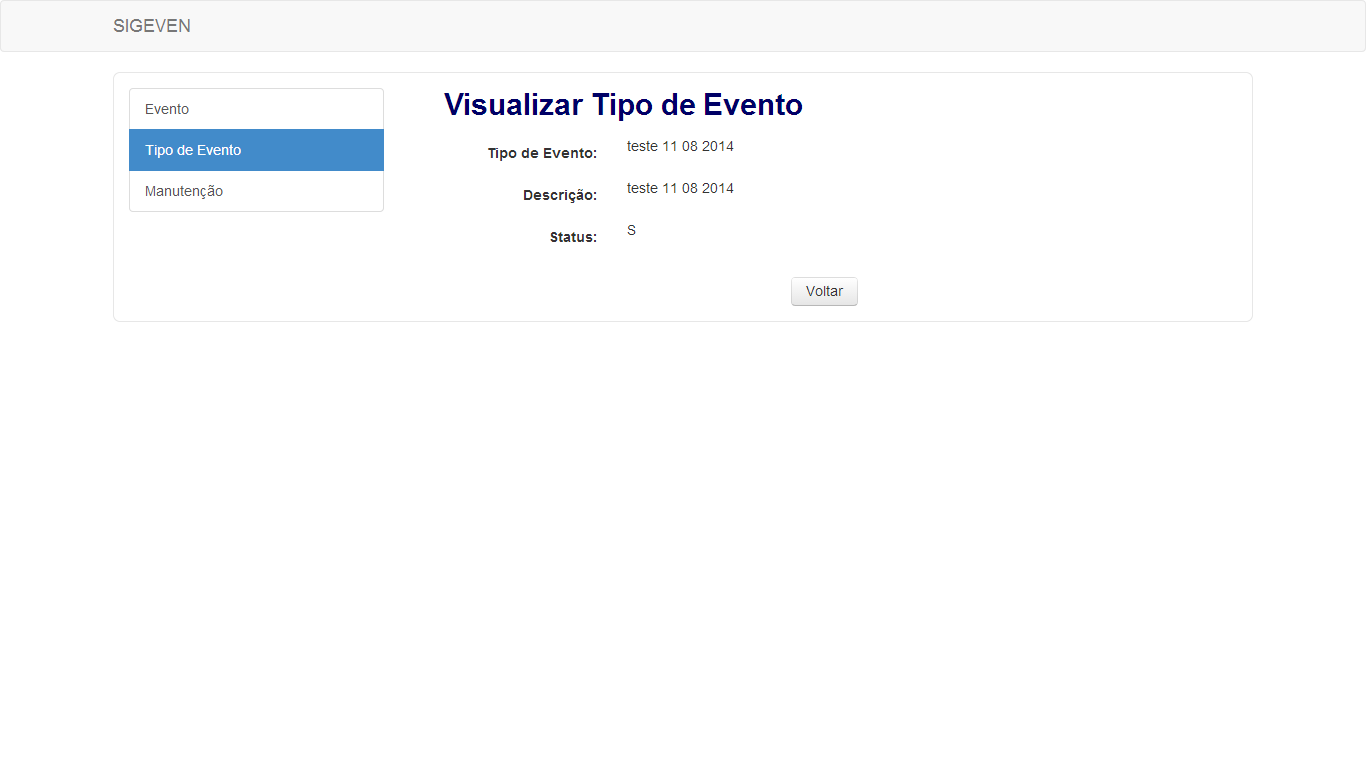 SIGEVEN
Evento
Tipo de Evento
Manutenção
Visualizar Tipo de Evento
Tipo de Evento: teste 11 08 2014
Descrição: teste 11 08 2014
Status: S
Voltar